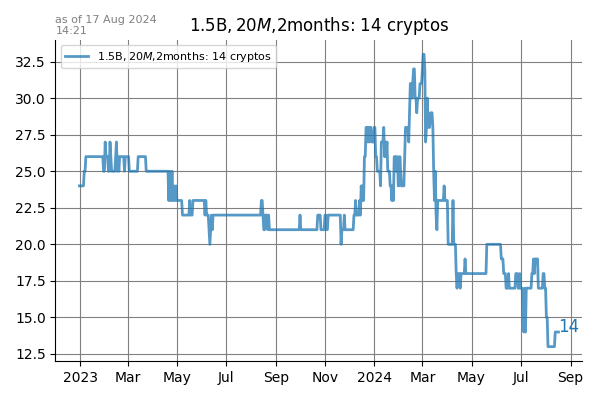 as of 17 Aug 2024
14:21
1.5B, 20M,2months: 14 cryptos
1.5B, 20M,2months: 14 cryptos
32.5
30.0
27.5
25.0
22.5
20.0
17.5
15.0
12.5
14
2023 Mar May Jul Sep Nov 2024 Mar May Jul Sep